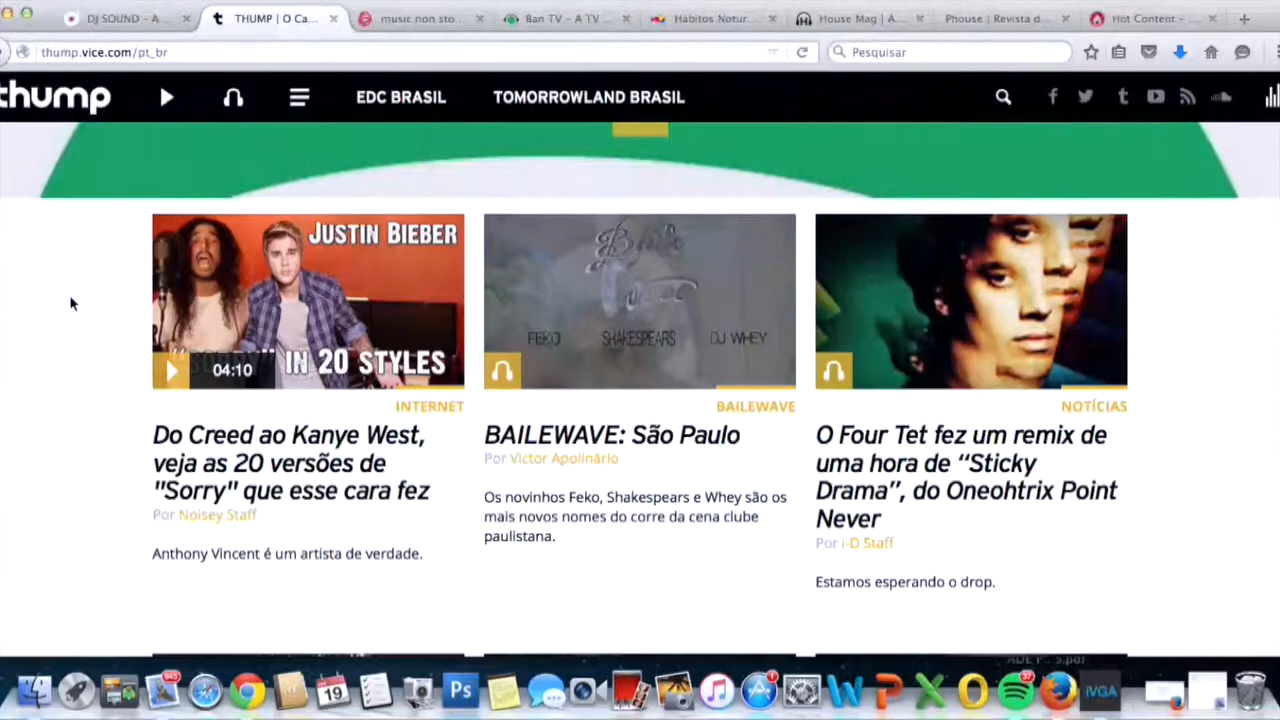 DJ SOUND – A...
THUMP | O Ca...
music non sto...
Ban TV – A TV ...
Habitos Notur...
House Mag | A...
Phouse | Revista d...
Hot Content – ...
thump.vice.com/pt_br
Pesquisar
thump
EDC BRASIL
TOMORROWLAND BRASIL
JUSTIN BIEBER
IN 20 STYLES
04:10
FEKO SHAKESPEARS DJ WHEY
INTERNET
BAILEWAVE
NOTÍCIAS
Do Creed ao Kanye West,
veja as 20 versões de
"Sorry" que esse cara fez
Por Noisey Staff
Anthony Vincent é um artista de verdade.
BAILEWAVE: São Paulo
Por Victor Apolinário
Os novinhos Feko, Shakespears e Whey são os
mais novos nomes do corre da cena clube
paulistana.
O Four Tet fez um remix de
uma hora de “Sticky
Drama”, do Oneohtrix Point
Never
Por i-D Staff
Estamos esperando o drop.
645
19
Ps
1
37
iVGA